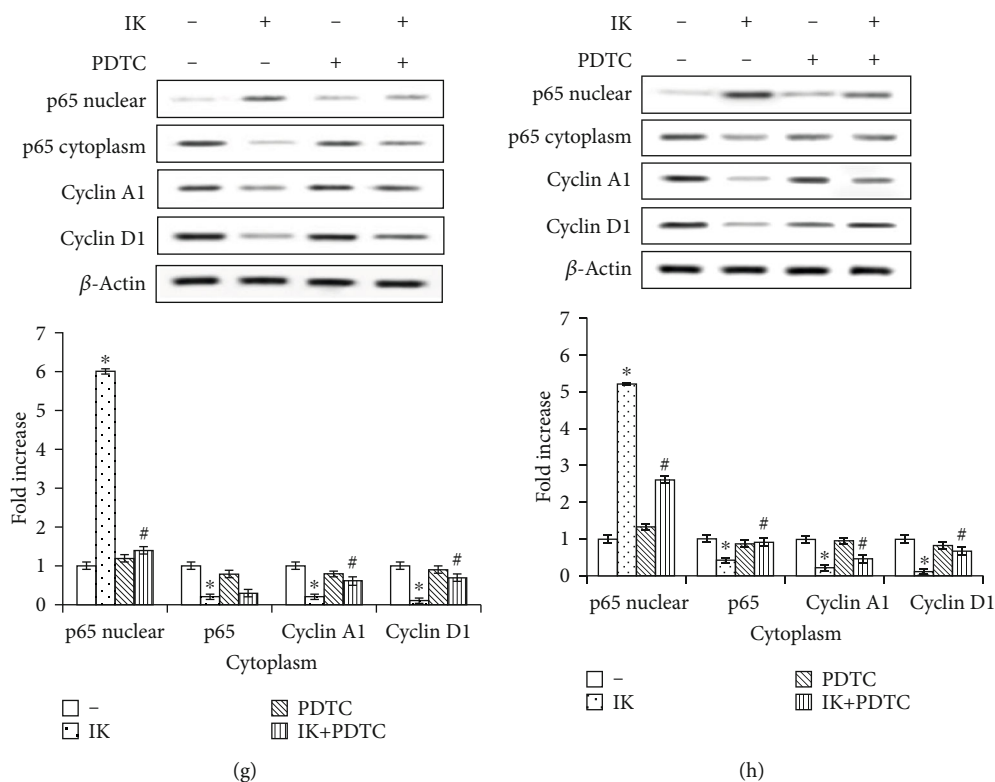 IK – + – +
PDTC – – + +
p65 nuclear
p65 cytoplasm
Cyclin A1
Cyclin D1
β-Actin
7
6
5
4
3
2
1
0
Fold increase
*
#
*
*
#
*
#
p65 nuclear p65 Cyclin A1 Cyclin D1
Cytoplasm
– PDTC
IK IK+PDTC
(g)
IK – + – +
PDTC – – + +
p65 nuclear
p65 cytoplasm
Cyclin A1
Cyclin D1
β-Actin
7
6
5
4
3
2
1
0
Fold increase
*
#
*
#
*
#
*
#
p65 nuclear p65 Cyclin A1 Cyclin D1
Cytoplasm
– PDTC
IK IK+PDTC
(h)